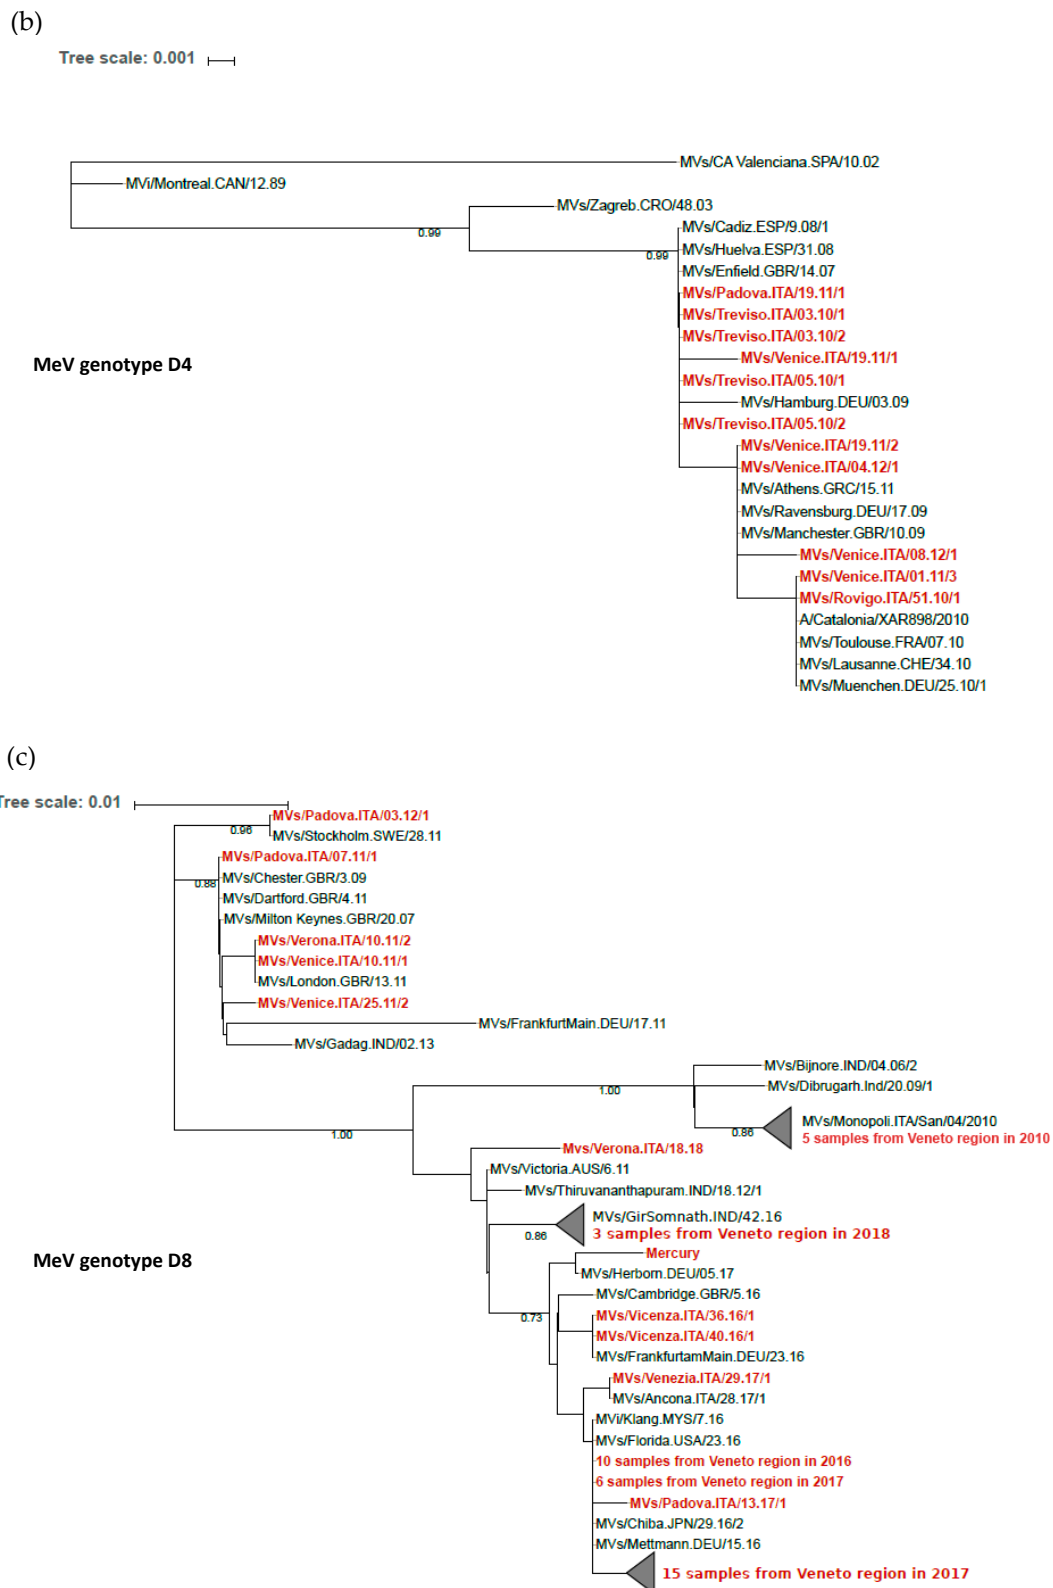 (b)
Tree scale: 0.001
MVs/CA Valenciana.SPA/10.02
MVi/Montreal.CAN/12.89
MVs/Zagreb.CRO/48.03
0.99
MVs/Cadiz.ESP/9.08/1
MVs/Huelva.ESP/31.08
0.99
MVs/Enfield.GBR/14.07
MVs/Padova.ITA/19.11/1
MVs/Treviso.ITA/03.10/1
MVs/Treviso.ITA/03.10/2
MVs/Venice.ITA/19.11/1
MeV genotype D4
MVs/Treviso.ITA/05.10/1
MVs/Hamburg.DEU/03.09
MVs/Treviso.ITA/05.10/2
MVs/Venice.ITA/19.11/2
MVs/Venice.ITA/04.12/1
MVs/Athens.GRC/15.11
MVs/Ravensburg.DEU/17.09
MVs/Manchester.GBR/10.09
MVs/Venice.ITA/08.12/1
MVs/Venice.ITA/01.11/3
MVs/Rovigo.ITA/51.10/1
A/Catalonia/XAR898/2010
MVs/Toulouse.FRA/07.10
MVs/Lausanne.CHE/34.10
MVs/Muenchen.DEU/25.10/1
(c)
Tree scale: 0.01
MVs/Padova.ITA/03.12/1
0.96
MVs/Stockholm.SWE/28.11
MVs/Padova.ITA/07.11/1
0.88
MVs/Chester.GBR/3.09
MVs/Dartford.GBR/4.11
MVs/Milton Keynes.GBR/20.07
MVs/Verona.ITA/10.11/2
MVs/Venice.ITA/10.11/1
MVs/London.GBR/13.11
MVs/Venice.ITA/25.11/2
MVs/FrankfurtMain.DEU/17.11
MVs/Gadag.IND/02.13
MVs/Bijnore.IND/04.06/2
1.00
MVs/Dibrugarh.Ind/20.09/1
MVs/Monopoli.ITA/San/04/2010
0.86
5 samples from Veneto region in 2010
1.00
Mvs/Verona.ITA/18.18
MVs/Victoria.AUS/6.11
MVs/Thiruvananthapuram.IND/18.12/1
MVs/GirSomnath.IND/42.16
0.86
3 samples from Veneto region in 2018
MeV genotype D8
Mercury
MVs/Herborn.DEU/05.17
MVs/Cambridge.GBR/5.16
0.73
MVs/Vicenza.ITA/36.16/1
MVs/Vicenza.ITA/40.16/1
MVs/FrankfurtamMain.DEU/23.16
MVs/Venezia.ITA/29.17/1
MVs/Ancona.ITA/28.17/1
MVi/Klang.MYS/7.16
MVs/Florida.USA/23.16
10 samples from Veneto region in 2016
6 samples from Veneto region in 2017
MVs/Padova.ITA/13.17/1
MVs/Chiba.JPN/29.16/2
MVs/Mettmann.DEU/15.16
15 samples from Veneto region in 2017